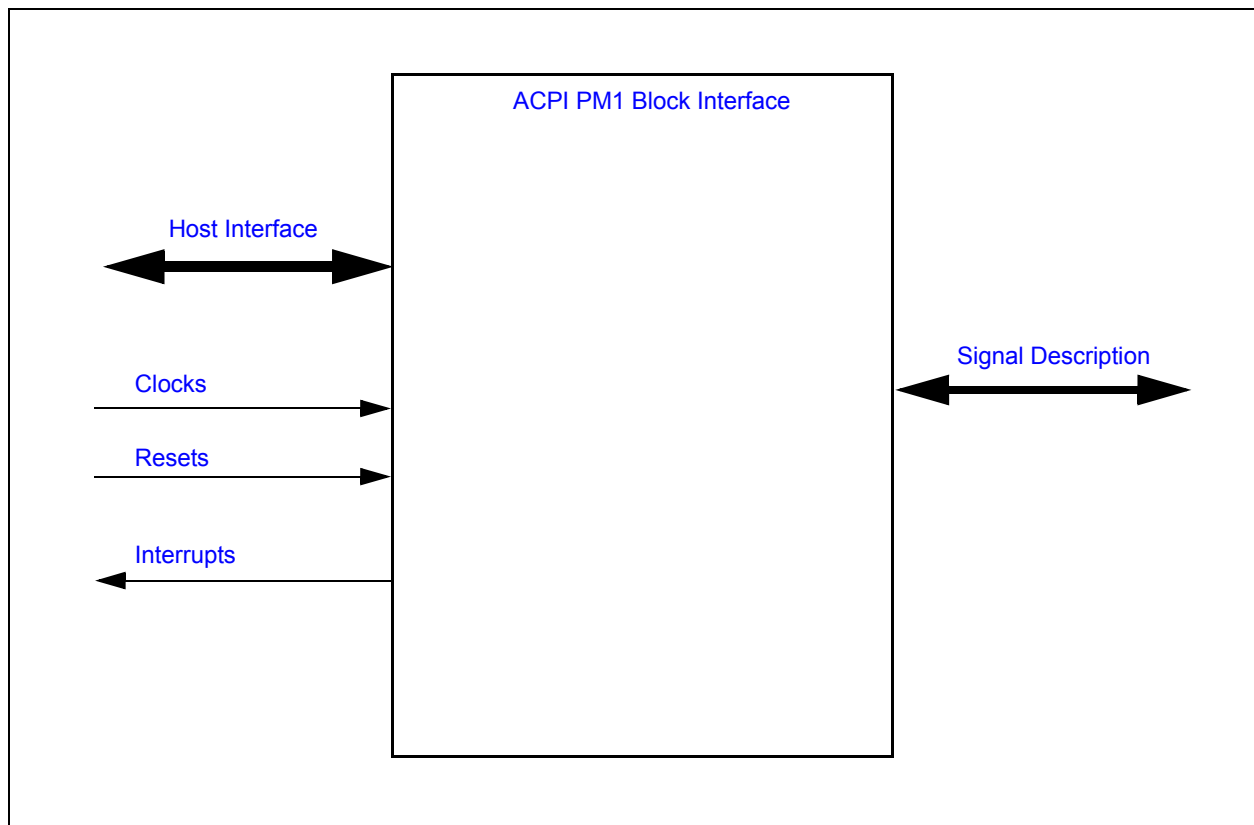 ACPI PM1 Block Interface
Host Interface
Signal Description
Clocks
Resets
Interrupts